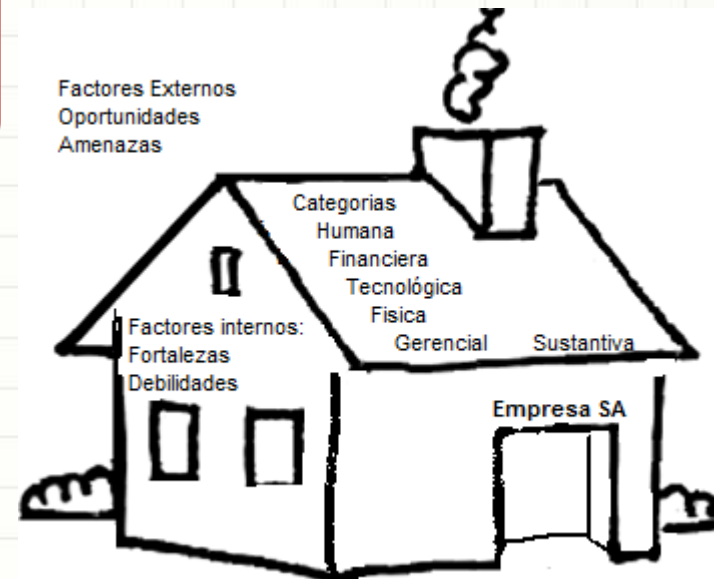 Factores Externos
Oportunidades
Amenazas
Categorias
Humana
Financiera
Tecnológica
Fisica
Gerencial Sustantiva
Factores internos:
Fortalezas
Debilidades
Empresa SA